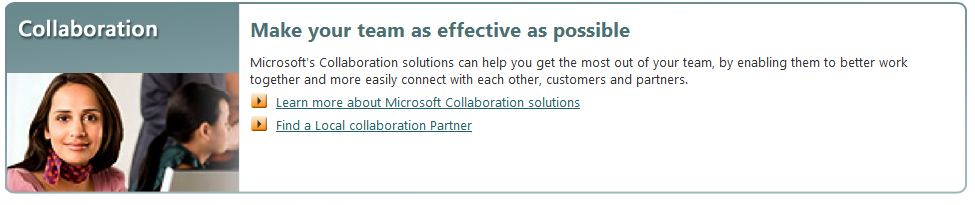 Collaboration
Make your team as effective as possible
Microsoft's Collaboration solutions can help you get the most out of your team, by enabling them to better work
together and more easily connect with each other, customers and partners.
Learn more about Microsoft Collaboration solutions
Find a Local collaboration Partner